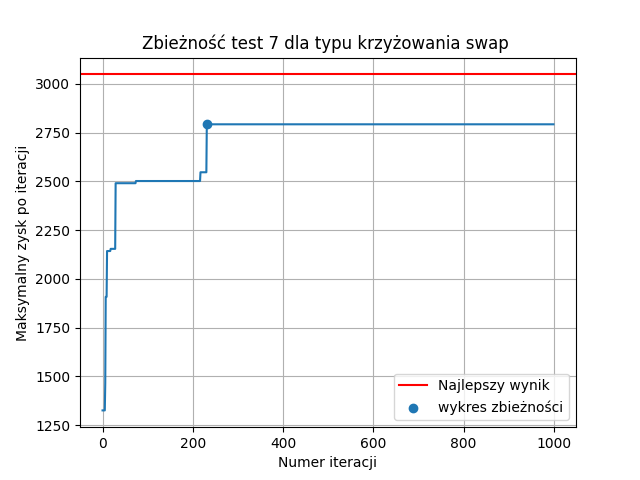 Zbieżność test 7 dla typu krzyżowania swap
Maksymalny zysk po iteracji
3000
2750
2500
2250
2000
1750
1500
1250
0 200 400 600 800 1000
Numer iteracji
Najlepszy wynik
wykres zbieżności